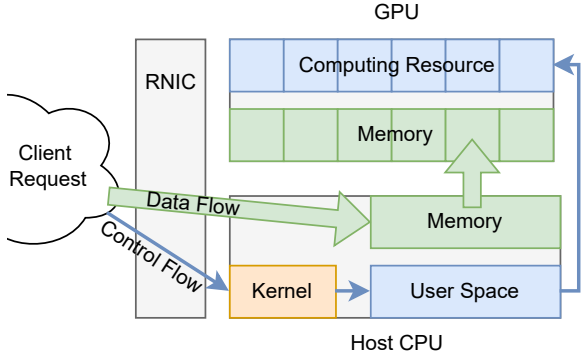 GPU
RNIC
Computing Resource
Memory
Client
Request
Data Flow
Memory
Control Flow
Kernel
User Space
Host CPU